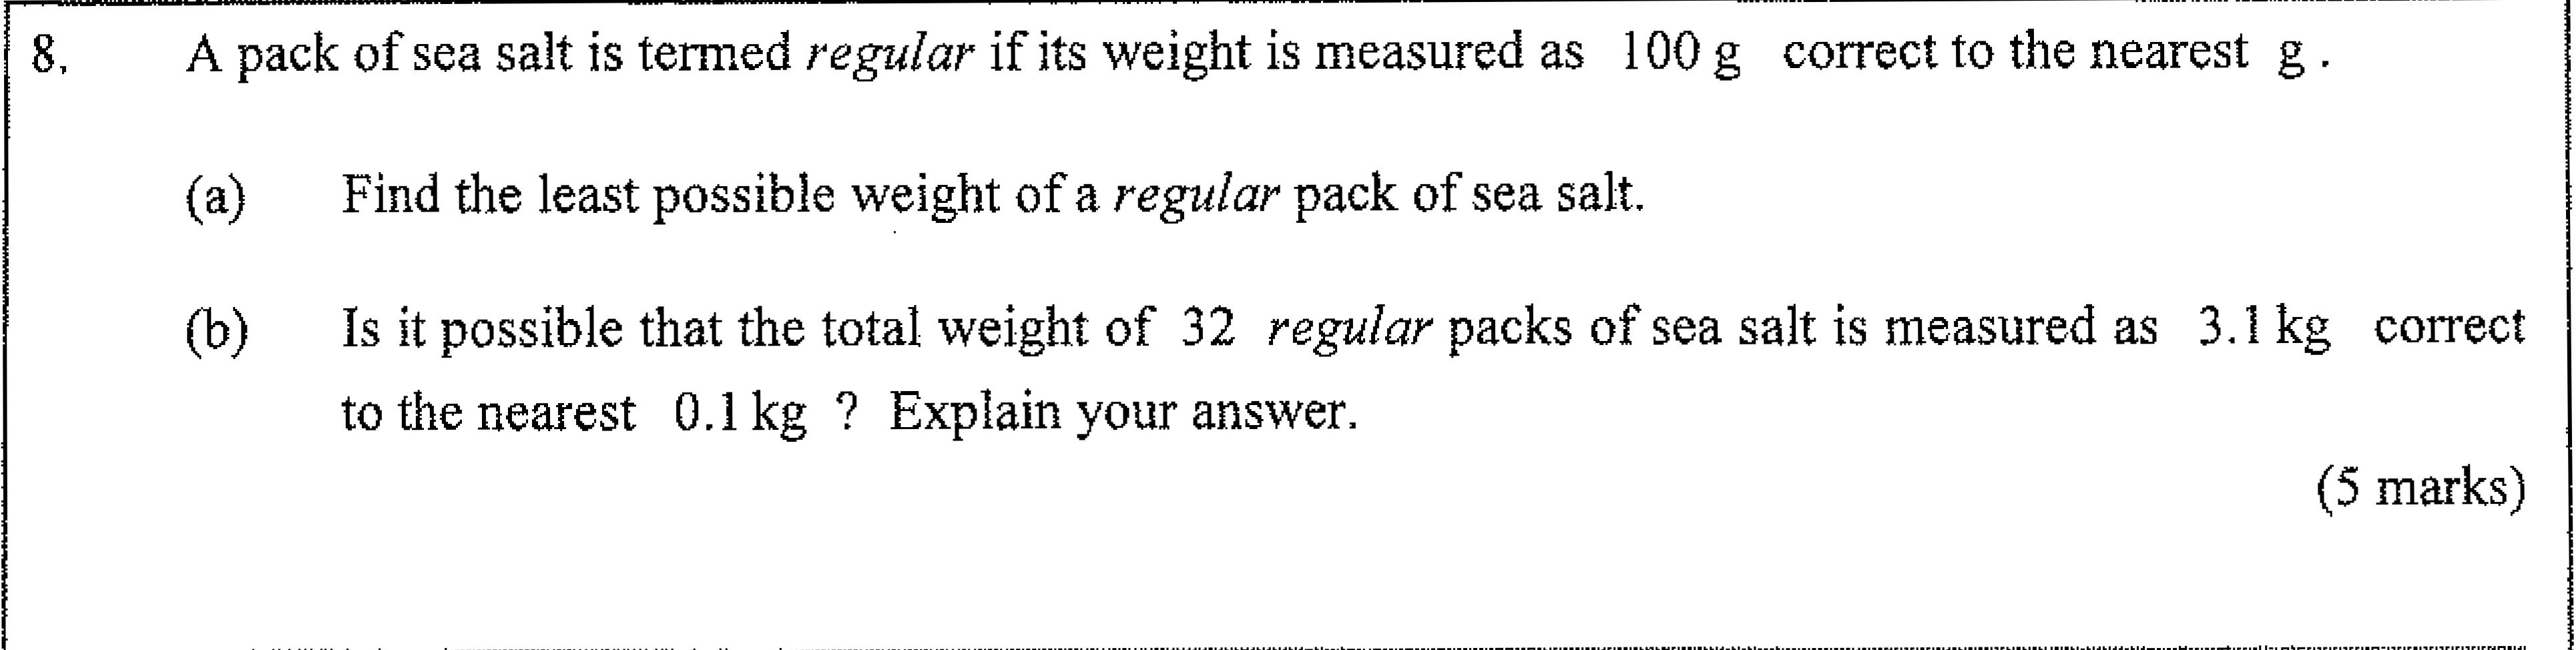 8. A pack of sea salt is termed regular if its weight is measured as 100 g correct to the nearest g .
(a) Find the least possible weight of a regular pack of sea salt.
(b) Is it possible that the total weight of 32 regular packs of sea salt is measured as 3.1 kg correct
to the nearest 0.1 kg ? Explain your answer.
(5 marks)